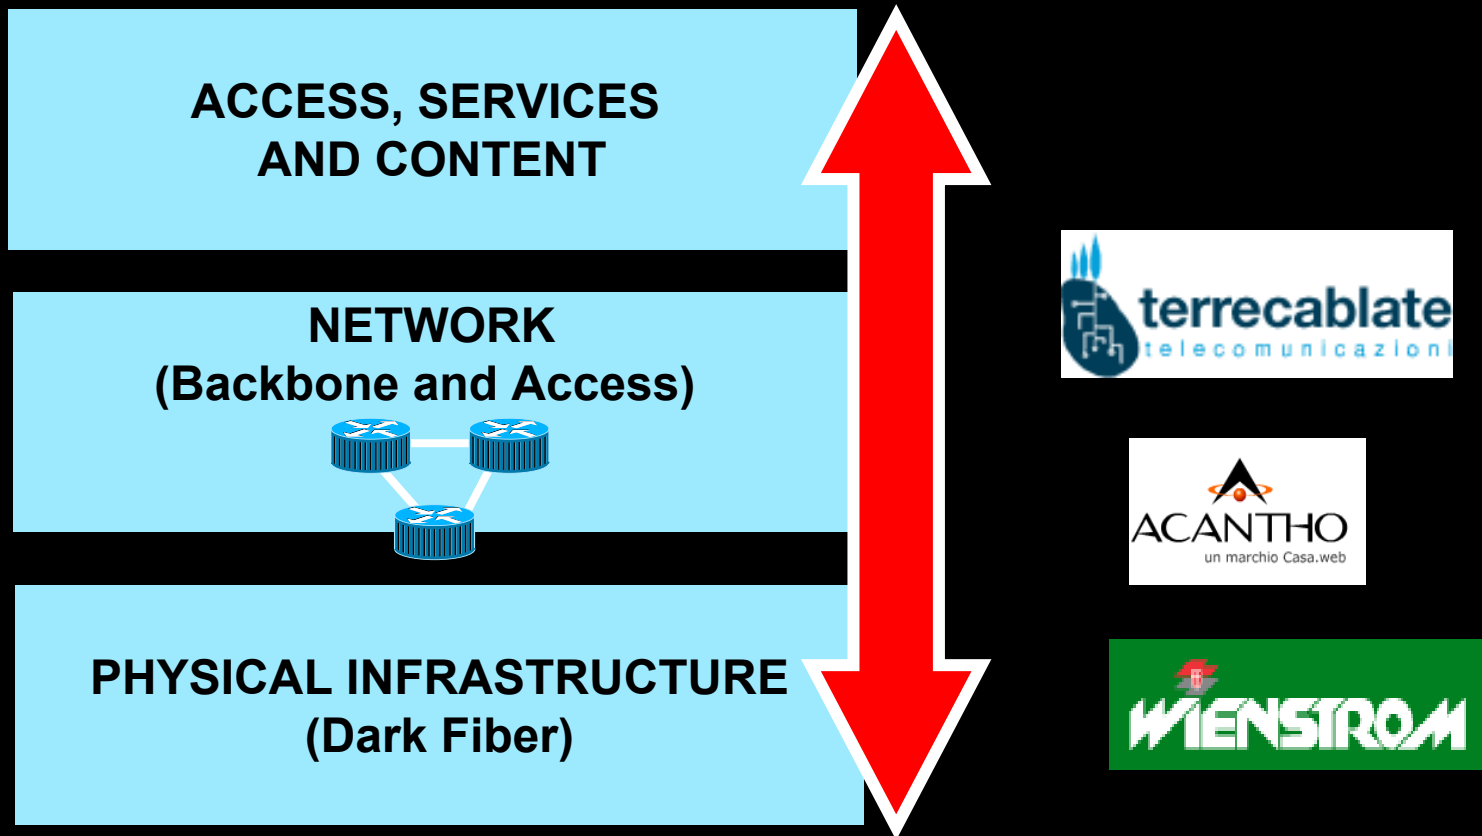 ACCESS, SERVICES
AND CONTENT
NETWORK
(Backbone and Access)
PHYSICAL INFRASTRUCTURE
(Dark Fiber)
terrecablate
telecomunicazioni
ACANTHO
un marchio Casa.web
WIENSTROM